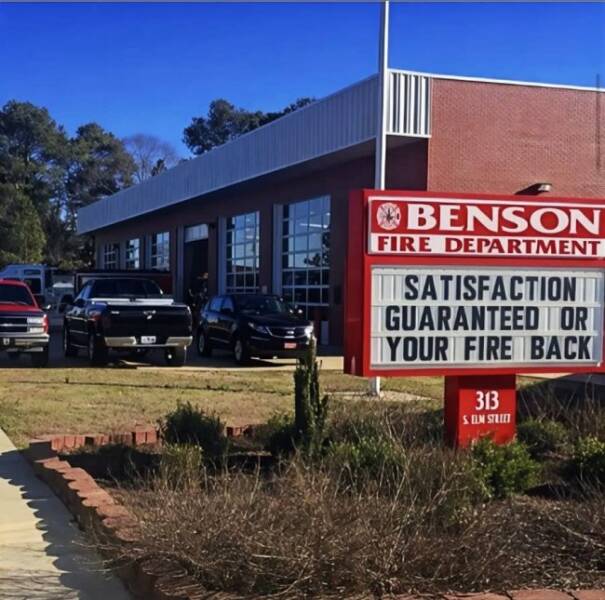 BENSON
FIRE DEPARTMENT
SATISFACTION
GUARANTEED OR
YOUR FIRE BACK
313
S. ELM STREET